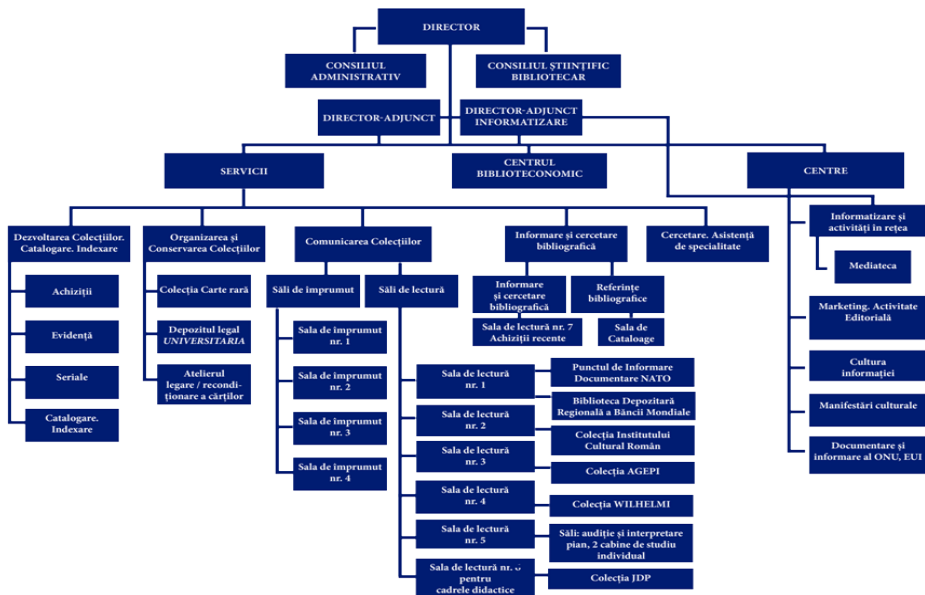 DIRECTOR
CONSILIUL
ADMINISTRATIV
CONSILIUL ȘTIINȚIFIC
BIBLIOTECAR
DIRECTOR-ADJUNCT
DIRECTOR-ADJUNCT
INFORMATIZARE
SERVICII
CENTRUL
BIBLIOTECONOMIC
CENTRE
Dezvoltarea Colecțiilor.
Catalogare. Indexare
Achiziții
Evidență
Seriale
Catalogare.
Indexare
Organizarea și
Conservarea Colecțiilor
Colecția Carte rară
Depozitul legal
UNIVERSITARIA
Atelierul
legare / recondi-
ționare a cărților
Comunicarea Colecțiilor
Săli de împrumut
Sala de împrumut
nr. 1
Sala de împrumut
nr. 2
Sala de împrumut
nr. 3
Sala de împrumut
nr. 4
Săli de lectură
Sala de lectură
nr. 1
Punctul de Informare
Documentare NATO
Biblioteca Depozitară
Regională a Băncii Mondiale
Sala de lectură
nr. 2
Colecția Institutului
Cultural Român
Sala de lectură
nr. 3
Colecția AGEPI
Sala de lectură
nr. 4
Colecția WILHELMI
Sala de lectură
nr. 5
Săli: audiție și interpretare
pian, 2 cabine de studiu
individual
Sala de lectură nr. 6
pentru
cadrele didactice
Colecția JDP
Informare și cercetare
bibliografică
Informare
și cercetare
bibliografică
Sala de lectură nr. 7
Achiziții recente
Referințe
bibliografice
Sala de
Cataloage
Cercetare. Asistență
de specialitate
Informatizare și
activități în rețea
Mediateca
Marketing. Activitate
Editorială
Cultura
informației
Manifestări culturale
Documentare și
informare al ONU, EUI